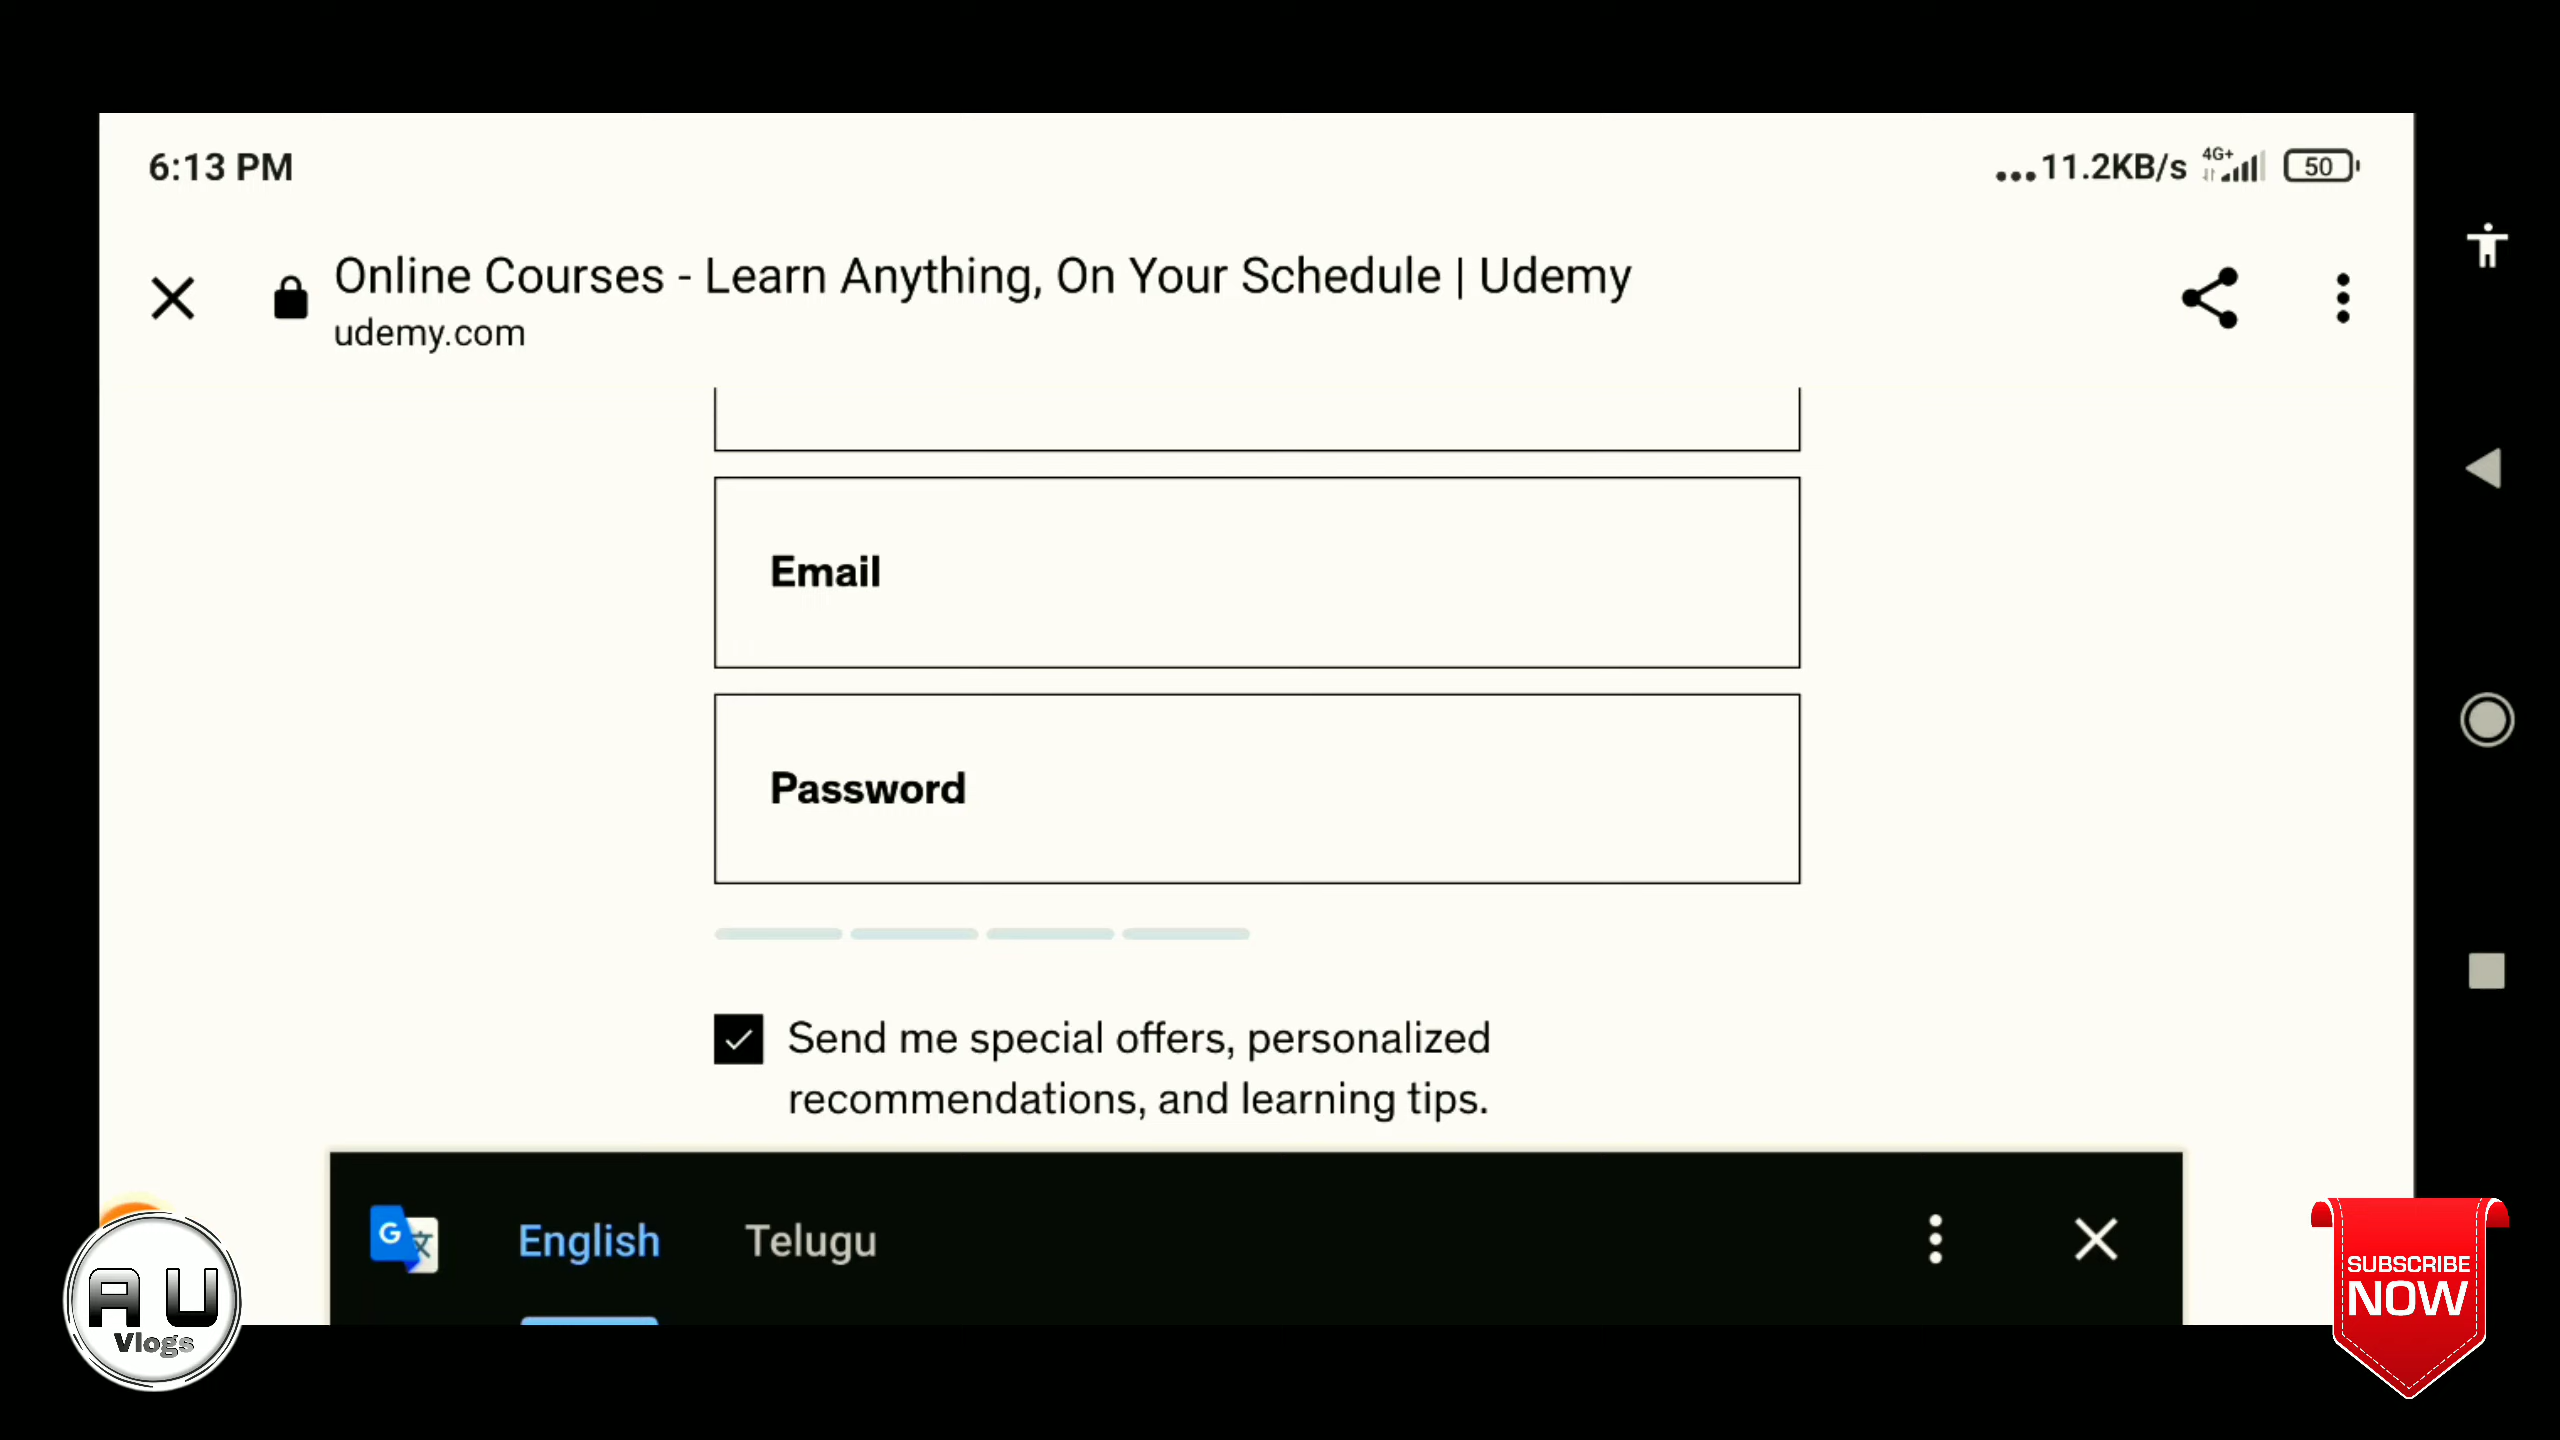 6:13 PM
...11.2KB/s 4G+ 50
Online Courses - Learn Anything, On Your Schedule | Udemy
udemy.com
Email
Password
Send me special offers, personalized
recommendations, and learning tips.
G 文
English Telugu
A U
Vlogs
SUBSCRIBE
NOW